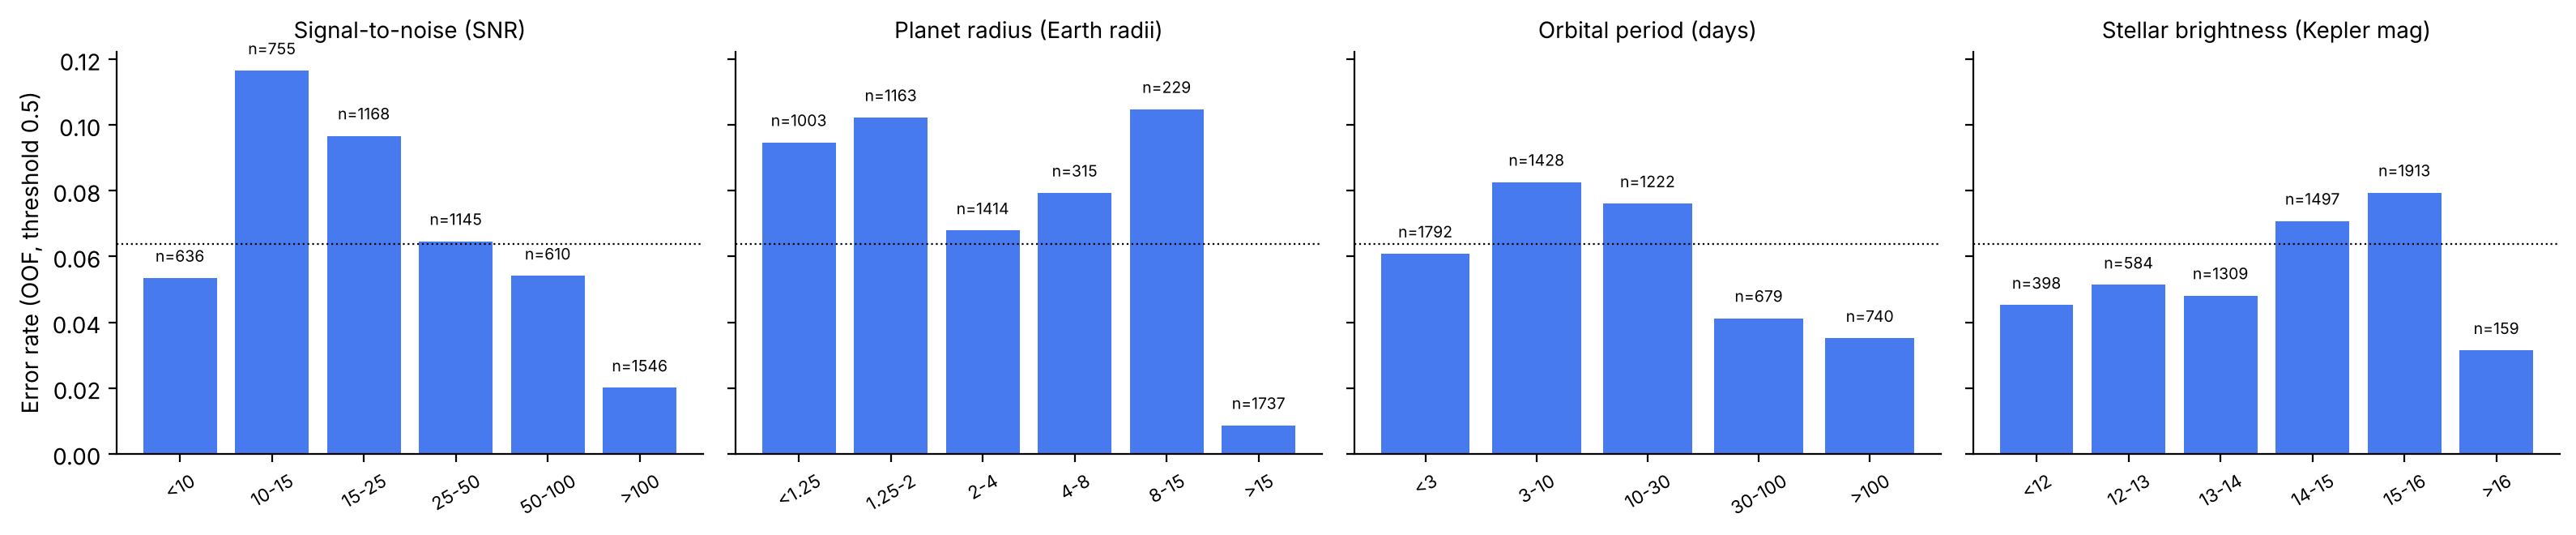 Signal-to-noise (SNR)
Error rate (OOF, threshold 0.5)
0.12
0.10
0.08
0.06
0.04
0.02
0.00
n=636
n=755
n=1168
n=1145
n=610
n=1546
<10
10-15
15-25
25-50
50-100
>100
Planet radius (Earth radii)
n=1003
n=1163
n=1414
n=315
n=229
n=1737
<1.25
1.25-2
2-4
4-8
8-15
>15
Orbital period (days)
n=1792
n=1428
n=1222
n=679
n=740
<3
3-10
10-30
30-100
>100
Stellar brightness (Kepler mag)
n=398
n=584
n=1309
n=1497
n=1913
n=159
<12
12-13
13-14
14-15
15-16
>16